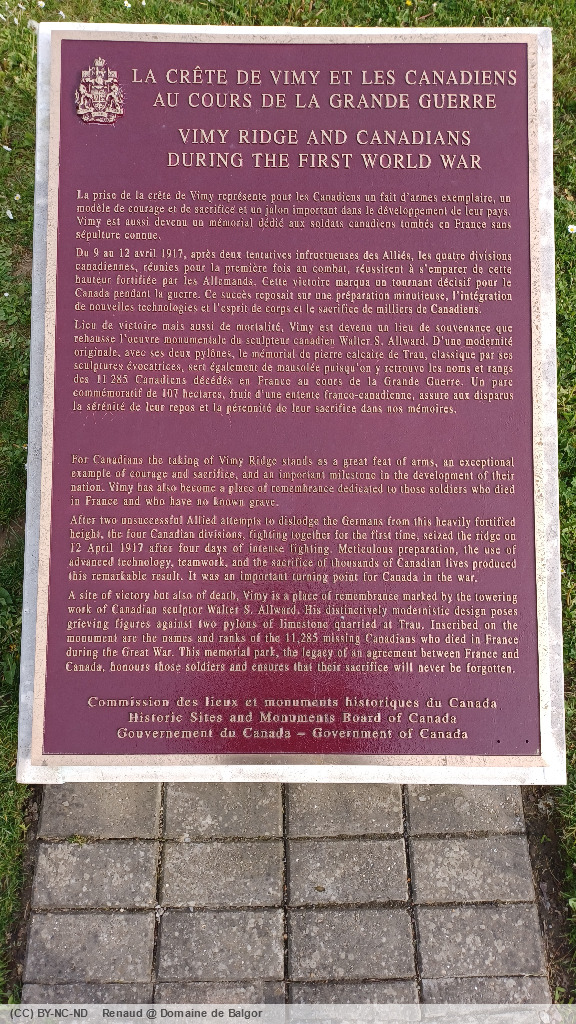 LA CRÊTE DE VIMY ET LES CANADIENS
AU COURS DE LA GRANDE GUERRE
VIMY RIDGE AND CANADIANS
DURING THE FIRST WORLD WAR
La prise de la crête de Vimy représente pour les Canadiens un fait d'armes exemplaire, un
modèle de courage et de sacrifice et un jalon important dans le développement de leur pays.
Vimy est aussi devenu un mémorial dédié aux soldats canadiens tombés en France sans
sépulture connue.
Du 9 au 12 avril 1917, après deux tentatives infructueuses des Alliés, les quatre divisions
canadiennes, réunies pour la première fois au combat, réussirent à s'emparer de cette
hauteur fortifiée par les Allemands. Cette victoire marqua un tournant décisif pour le
Canada pendant la guerre. Ce succès reposait sur une préparation minutieuse, l'intégration
de nouvelles technologies et l'esprit de corps et le sacrifice de milliers de Canadiens.
Lieu de victoire mais aussi de mortalité, Vimy est devenu un lieu de souvenance que
rehausse l'oeuvre monumentale du sculpteur canadien Walter S. Allward. D'une modernité
originale, avec ses deux pylônes, le mémorial de pierre calcaire de Trau, classique par ses
sculptures évocatrices, sert également de mausolée puisqu'on y retrouve les noms et rangs
des 11 285 Canadiens décédés en France au cours de la Grande Guerre. Un parc
commémoratif de 107 hectares, fruit d'une entente franco-canadienne, assure aux disparus
la sérénité de leur repos et la pérennité de leur sacrifice dans nos mémoires.
For Canadians the taking of Vimy Ridge stands as a great feat of arms, an exceptional
example of courage and sacrifice, and an important milestone in the development of their
nation. Vimy has also become a place of remembrance dedicated to those soldiers who died
in France and who have no known grave.
After two unsuccessful Allied attempts to dislodge the Germans from this heavily fortified
height, the four Canadian divisions, fighting together for the first time, seized the ridge on
12 April 1917 after four days of intense fighting. Meticulous preparation, the use of
advanced technology, teamwork, and the sacrifice of thousands of Canadian lives produced
this remarkable result. It was an important turning point for Canada in the war.
A site of victory but also of death, Vimy is a place of remembrance marked by the towering
work of Canadian sculptor Walter S. Allward. His distinctively modernistic design poses
grieving figures against two pylons of limestone quarried at Trau. Inscribed on the
monument are the names and ranks of the 11,285 missing Canadians who died in France
during the Great War. This memorial park, the legacy of an agreement between France and
Canada, honours those soldiers and ensures that their sacrifice will never be forgotten.
Commission des lieux et monuments historiques du Canada
Historic Sites and Monuments Board of Canada
Gouvernement du Canada – Government of Canada
(CC) BY-NC-ND Renaud @ Domaine de Balgor